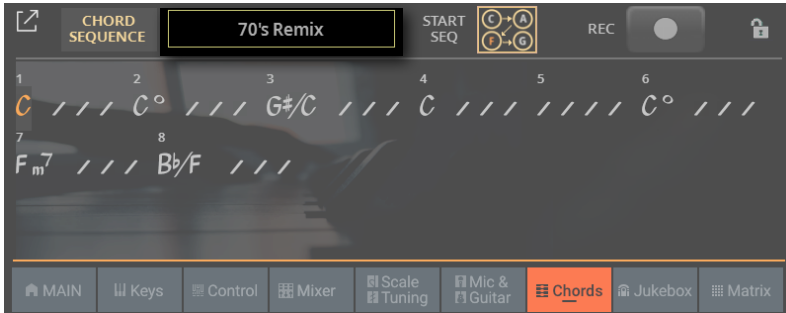 CHORD SEQUENCE 70's Remix START SEQ C A F G REC
1 2 3 4 5 6
C / / / C° / / / G♯/C / / / C / / / / / / / C° / / /
7 8
Fm7 / / / B♭/F / / /
MAIN Keys Control Mixer Scale Tuning Mic & Guitar Chords Jukebox Matrix